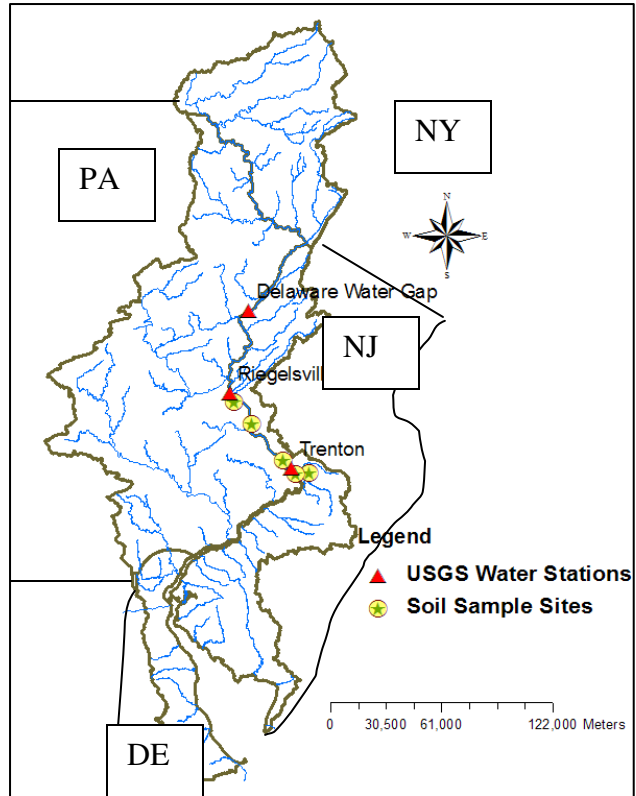 NY
PA
N
W
E
S
Delaware Water Gap
NJ
Riegelsvill
Trenton
Legend
USGS Water Stations
Soil Sample Sites
0 30,500 61,000 122,000 Meters
DE